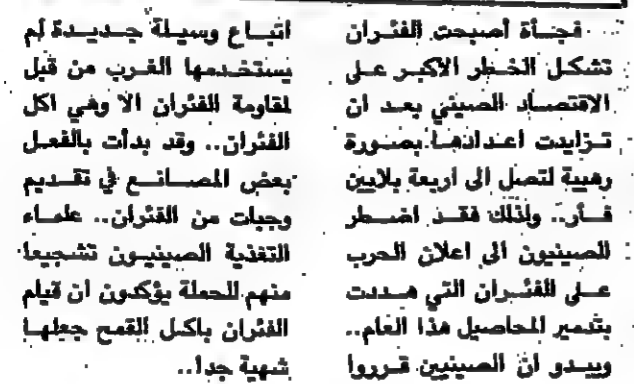 فجأة أصبحت الفئران
تشكل الخطر الاكبر على
الاقتصاد الصيني بعد ان
تزايدت اعدادها بصورة
رهيبة لتصل الى اربعة بلايين
فأر.. ولذلك فقد اضطر
الصينيون الى اعلان الحرب
على الفئران التي هددت
بتدمير المحاصيل هذا العام..
ويبدو ان الصينيين قرروا
اتباع وسيلة جديدة لم
يستخدمها الغرب من قبل
لمقاومة الفئران الا وهي اكل
الفئران.. وقد بدأت بالفعل
بعض المصانع في تقديم
وجبات من الفئران.. علماء
التغذية الصينيون تشجيعا
منهم للحملة يؤكدون ان قيام
الفئران باكل القمح جعلها
شهية جدا..